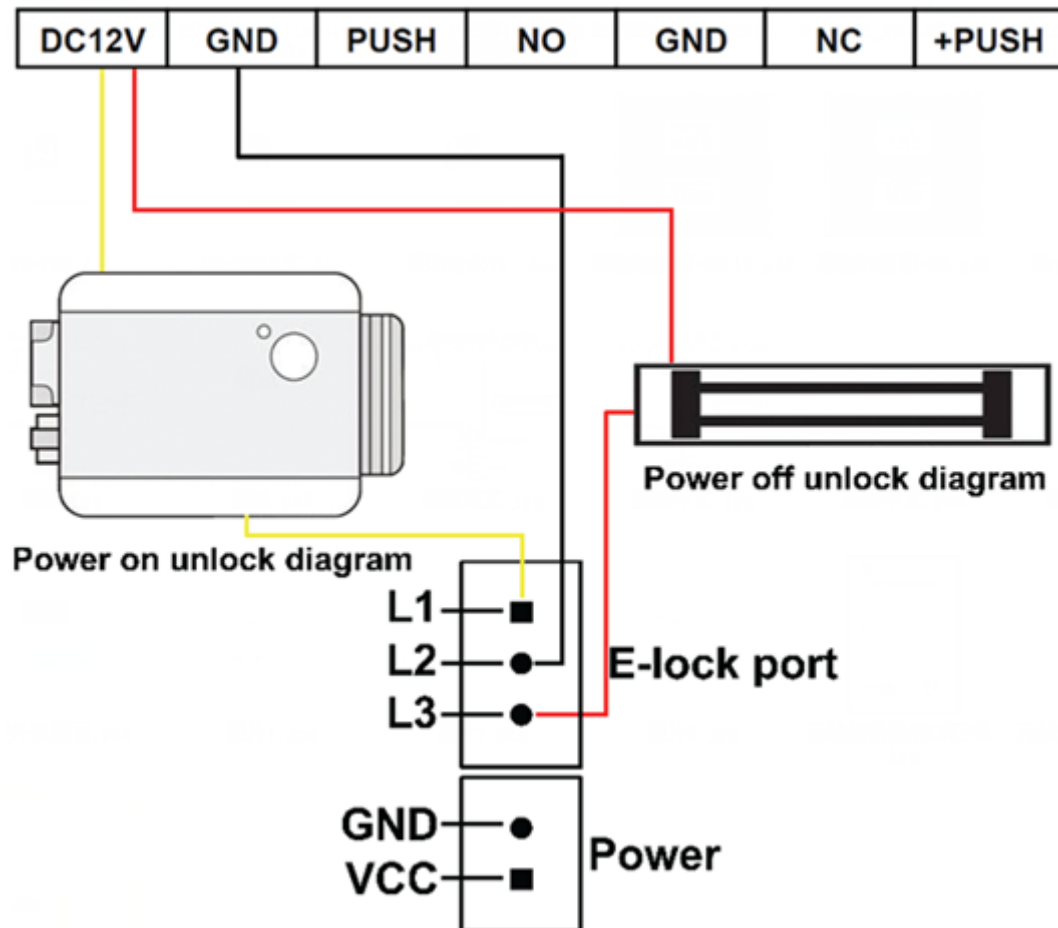 DC12V GND PUSH NO GND NC +PUSH
Power off unlock diagram
Power on unlock diagram
L1
L2
E-lock port
L3
GND
Power
VCC